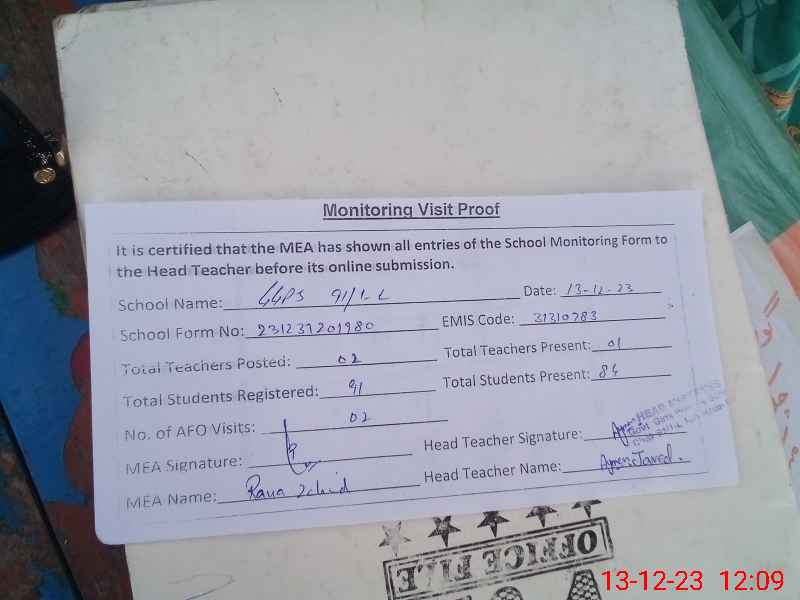 Monitoring Visit Proof
It is certified that the MEA has shown all entries of the School Monitoring Form to
the Head Teacher before its online submission.
School Name: GGPS 91/1-L Date: 13-12-23
School Form No: 231231201980 EMIS Code: 31310783
Total Teachers Posted: 02 Total Teachers Present: 01
Total Students Registered: 91 Total Students Present: 84
No. of AFO Visits: 02
MEA Signature: Head Teacher Signature:
HEAD
MEA Name: Rana Head Teacher Name: Javed.
OFFICE FILE
13-12-23 12:09